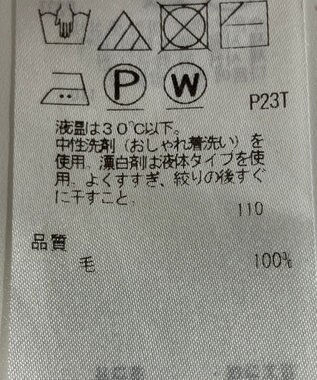 P W
P23T
液温は30℃以下。
中性洗剤（おしゃれ着洗い）を
使用．漂白剤は液体タイプを使
用．よくすすぎ、絞りの後すぐ
に干すこと．
110
品質
毛 100%